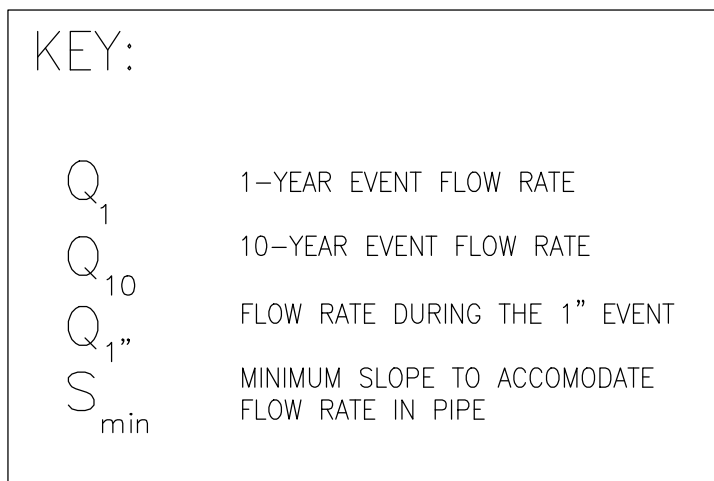 KEY:
Q1 1-YEAR EVENT FLOW RATE
Q10 10-YEAR EVENT FLOW RATE
Q1" FLOW RATE DURING THE 1" EVENT
Smin MINIMUM SLOPE TO ACCOMODATE
FLOW RATE IN PIPE